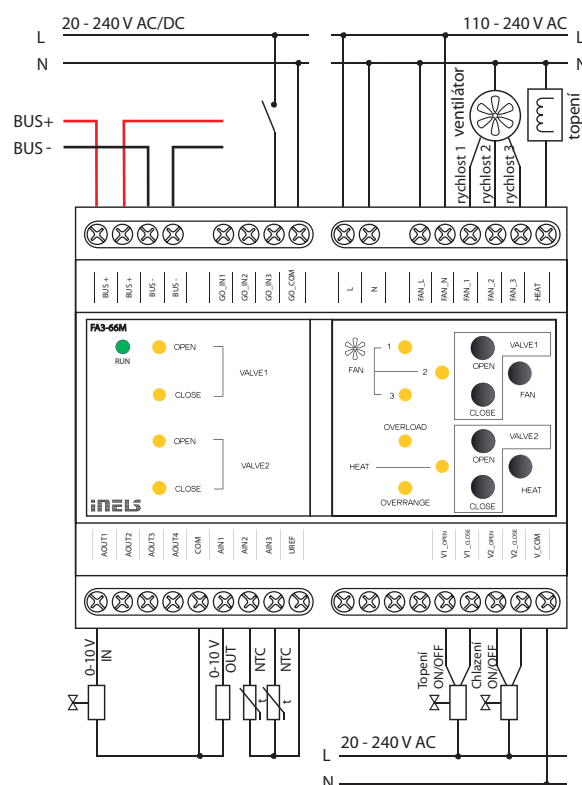 20 - 240 V AC/DC
110 - 240 V AC
L
L
N
N
BUS+
BUS -
ventilátor
rychlost 1
rychlost 2
rychlost 3
topení
BUS +
BUS +
BUS -
BUS -
GO_IN1
GO_IN2
GO_IN3
GO_COM
L
N
FAN_L
FAN_N
FAN_1
FAN_2
FAN_3
HEAT
FA3-66M
RUN
OPEN
VALVE1
CLOSE
OPEN
VALVE2
CLOSE
iNELS
FAN
1
2
3
OVERLOAD
HEAT
OVERRANGE
VALVE1
OPEN
FAN
CLOSE
VALVE2
OPEN
HEAT
CLOSE
AOUT1
AOUT2
AOUT3
AOUT4
COM
AIN1
AIN2
AIN3
UREF
V1_OPEN
V1_CLOSE
V2_OPEN
V2_CLOSE
V_COM
0-10 V
IN
0-10 V
OUT
NTC
NTC
t
t
Topení
ON/OFF
Chlazení
ON/OFF
20 - 240 V AC
L
N